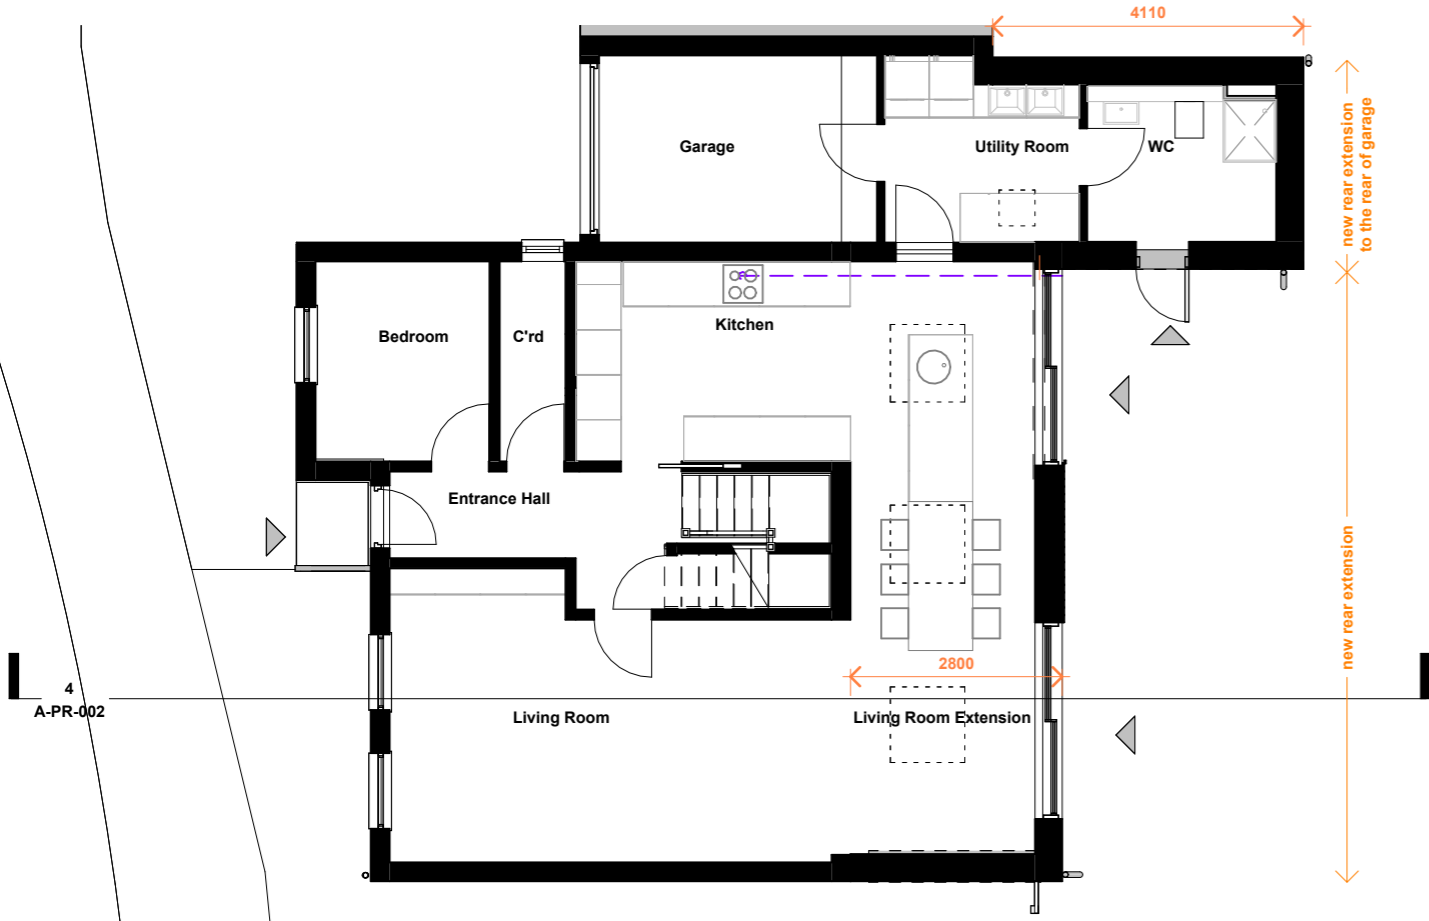 4110
new rear extension
to the rear of garage
Garage
Utility Room
WC
Kitchen
Bedroom
C'rd
Entrance Hall
new rear extension
2800
4
A-PR-002
Living Room
Living Room Extension